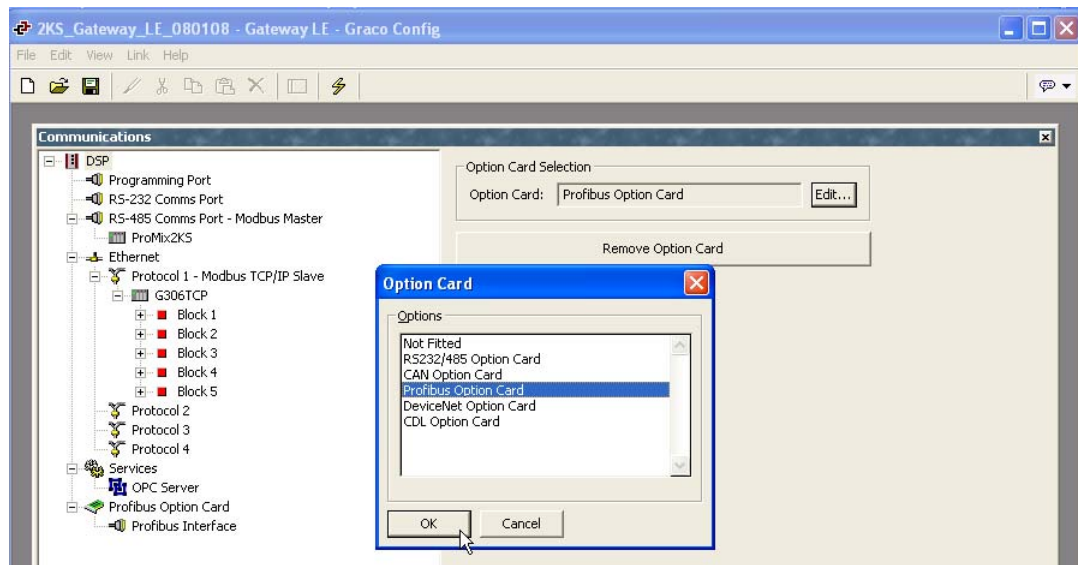 2KS_Gateway_LE_080108 - Gateway LE - Graco Config
File Edit View Link Help
Communications
DSP
Programming Port
RS-232 Comms Port
RS-485 Comms Port - Modbus Master
ProMix2KS
Ethernet
Protocol 1 - Modbus TCP/IP Slave
G306TCP
Block 1
Block 2
Block 3
Block 4
Block 5
Protocol 2
Protocol 3
Protocol 4
Services
OPC Server
Profibus Option Card
Profibus Interface
Option Card Selection
Option Card: Profibus Option Card Edit...
Remove Option Card
Option Card
Options
Not Fitted
RS232/485 Option Card
CAN Option Card
Profibus Option Card
DeviceNet Option Card
CDL Option Card
OK Cancel